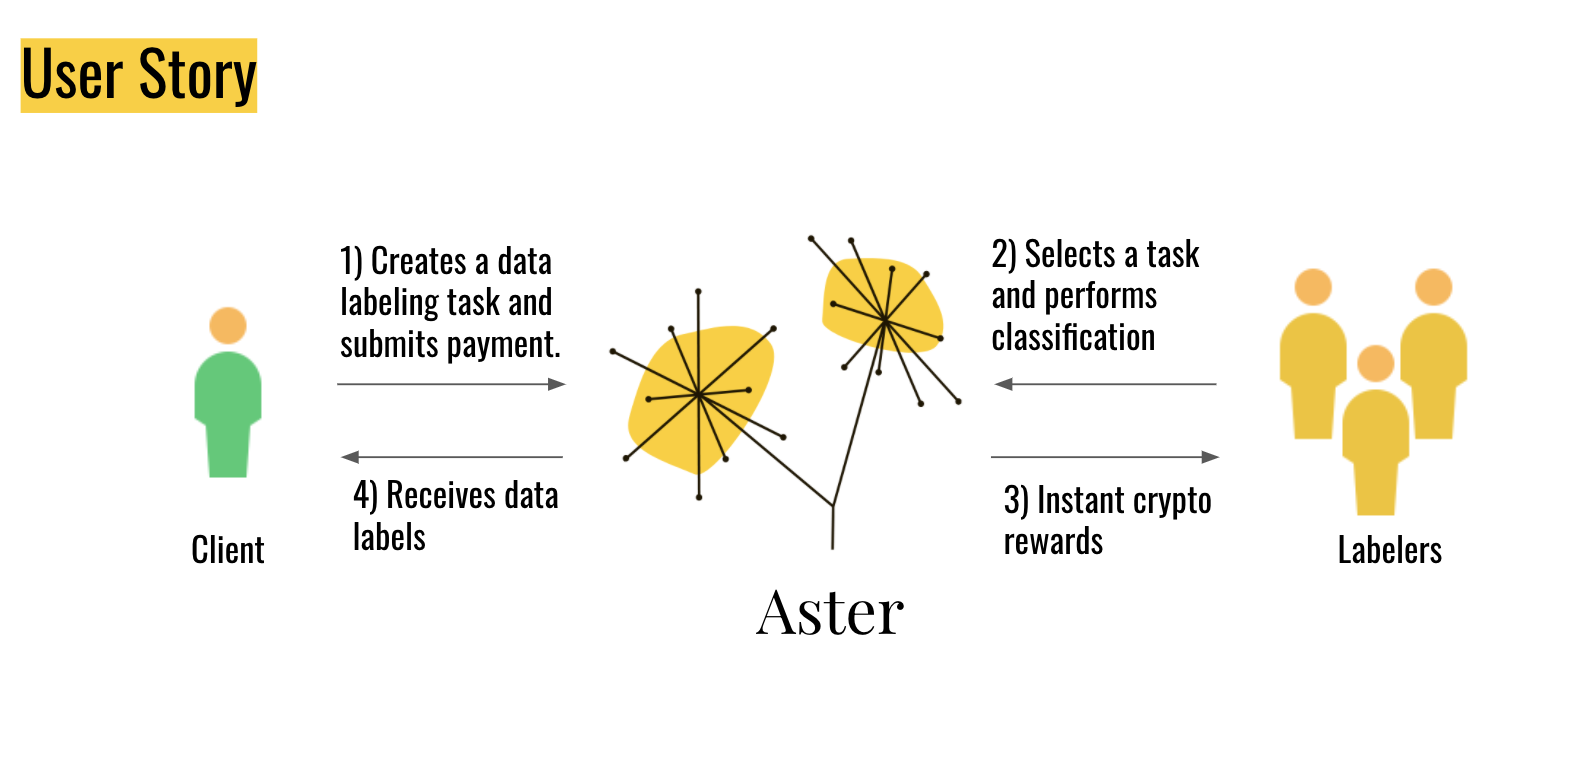 User Story
1) Creates a data
labeling task and
submits payment.
2) Selects a task
and performs
classification
4) Receives data
labels
3) Instant crypto
rewards
Client
Labelers
Aster